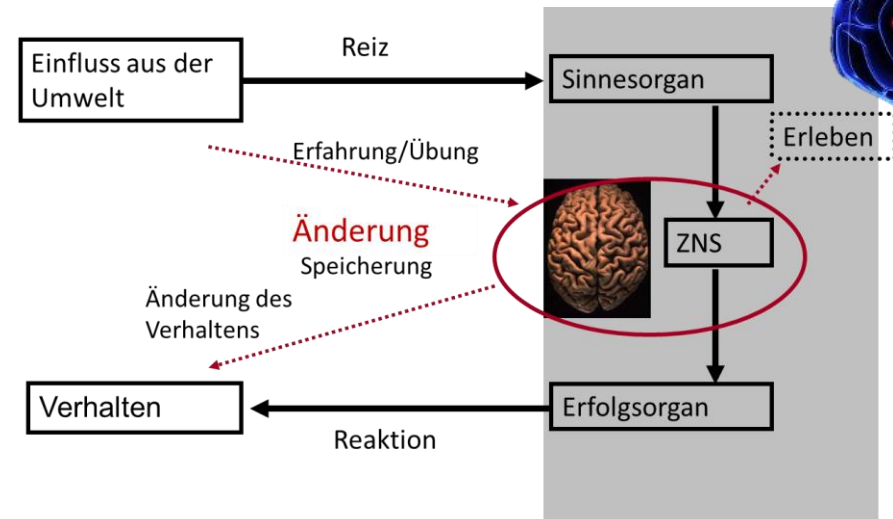 Reiz
Einfluss aus der
Umwelt
Sinnesorgan
Erleben
Erfahrung/Übung
Änderung
Speicherung
ZNS
Änderung des
Verhaltens
Verhalten
Erfolgsorgan
Reaktion